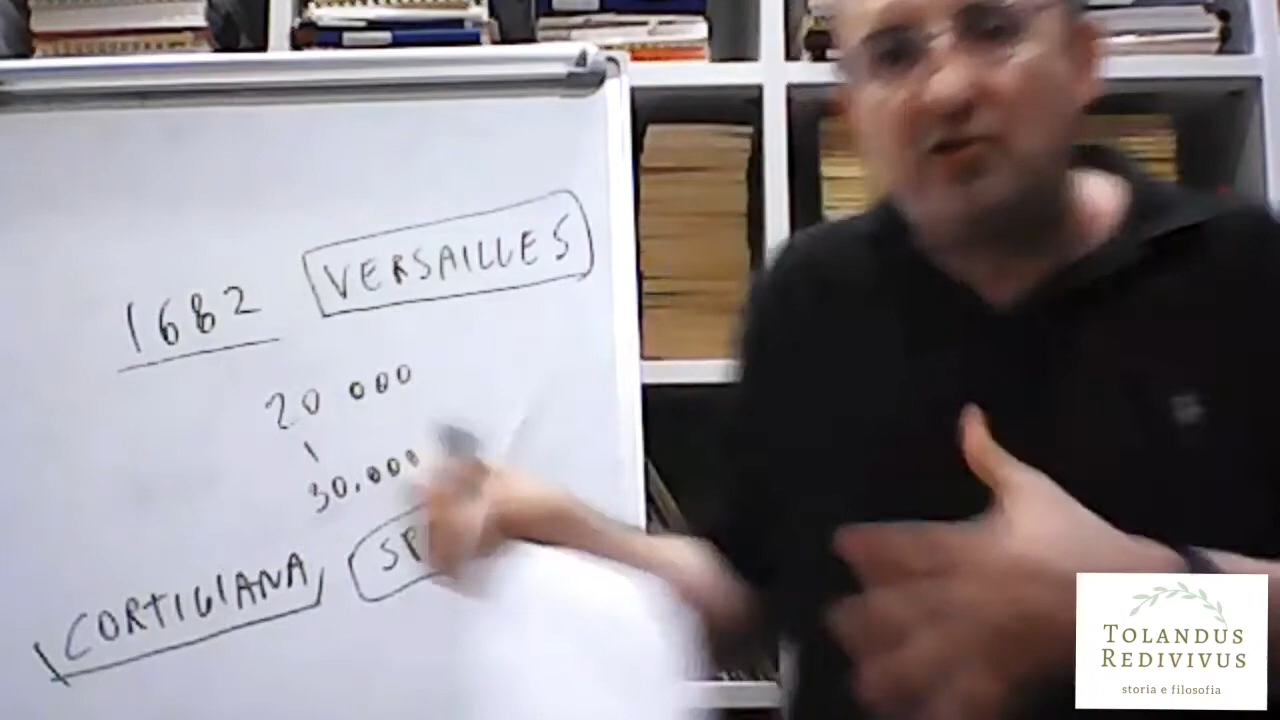 1682 VERSAILLES
20 000
30.000
CORTIGIANA
TOLANDUS
REDIVIVUS
storia e filosofia